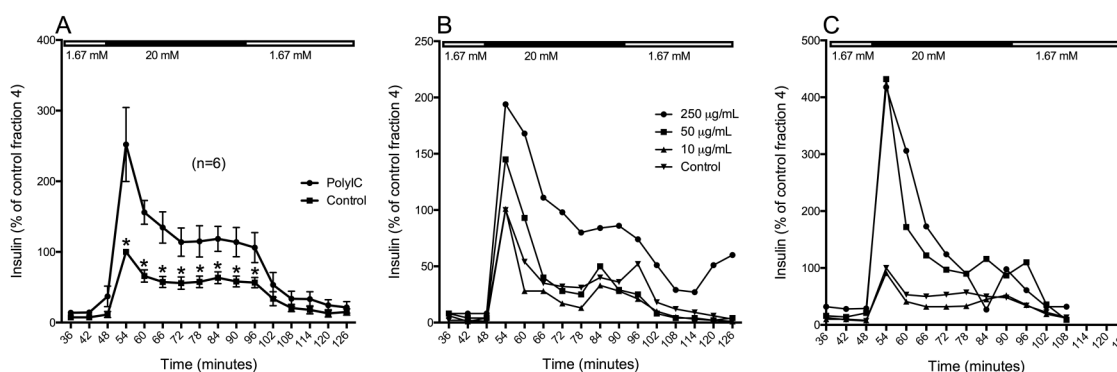 A
1.67 mM 20 mM 1.67 mM
400
300
200
100
0
Insulin (% of control fraction 4)
(n=6)
PolyIC
Control
* * * * * * * *
36 42 48 54 60 66 72 78 84 90 96 102 108 114 120 126
Time (minutes)
B
1.67 mM 20 mM 1.67 mM
250
200
150
100
50
0
Insulin (% of control fraction 4)
250 µg/mL
50 µg/mL
10 µg/mL
Control
36 42 48 54 60 66 72 78 84 90 96 102 108 114 120 126
Time (minutes)
C
1.67 mM 20 mM 1.67 mM
500
400
300
200
100
0
Insulin (% of control fraction 4)
36 42 48 54 60 66 72 78 84 90 96 102 108 114 120
Time (minutes)